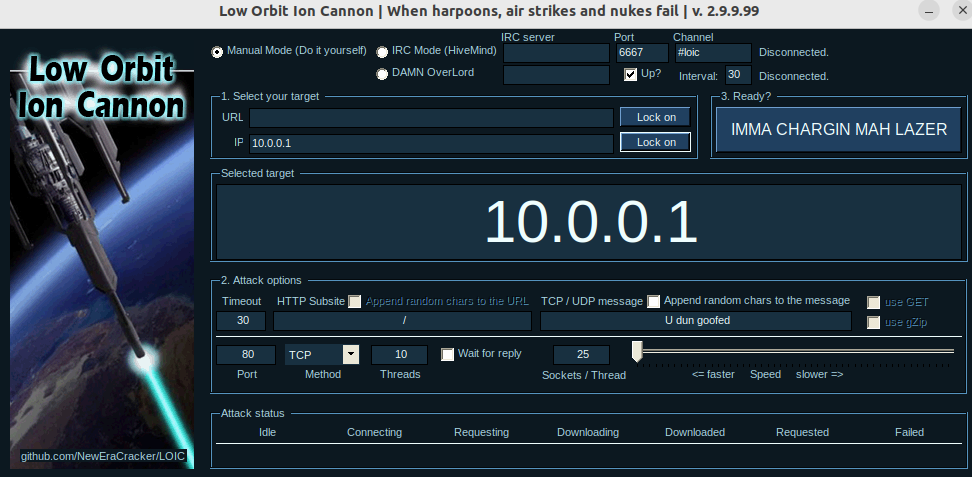 Low Orbit Ion Cannon | When harpoons, air strikes and nukes fail | v. 2.9.9.99
Low Orbit
Ion Cannon
github.com/NewEraCracker/LOIC
IRC server Port Channel
Manual Mode (Do it yourself) IRC Mode (HiveMind) 6667 #loic Disconnected.
DAMN OverLord Up? Interval: 30 Disconnected.
1. Select your target
URL Lock on
IP 10.0.0.1 Lock on
3. Ready?
IMMA CHARGIN MAH LAZER
Selected target
10.0.0.1
2. Attack options
Timeout HTTP Subsite Append random chars to the URL TCP / UDP message Append random chars to the message use GET
30 / U dun goofed use gZip
80 TCP 10 Wait for reply 25
Port Method Threads Sockets / Thread <= faster Speed slower =>
Attack status
Idle Connecting Requesting Downloading Downloaded Requested Failed